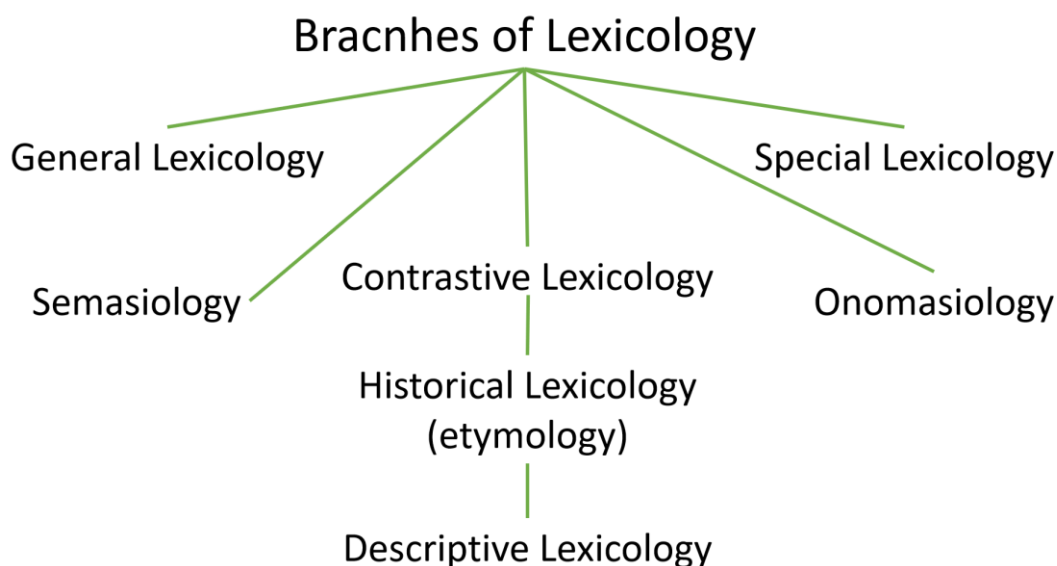 Bracnhes of Lexicology
General Lexicology
Special Lexicology
Semasiology
Contrastive Lexicology
Onomasiology
Historical Lexicology
(etymology)
Descriptive Lexicology